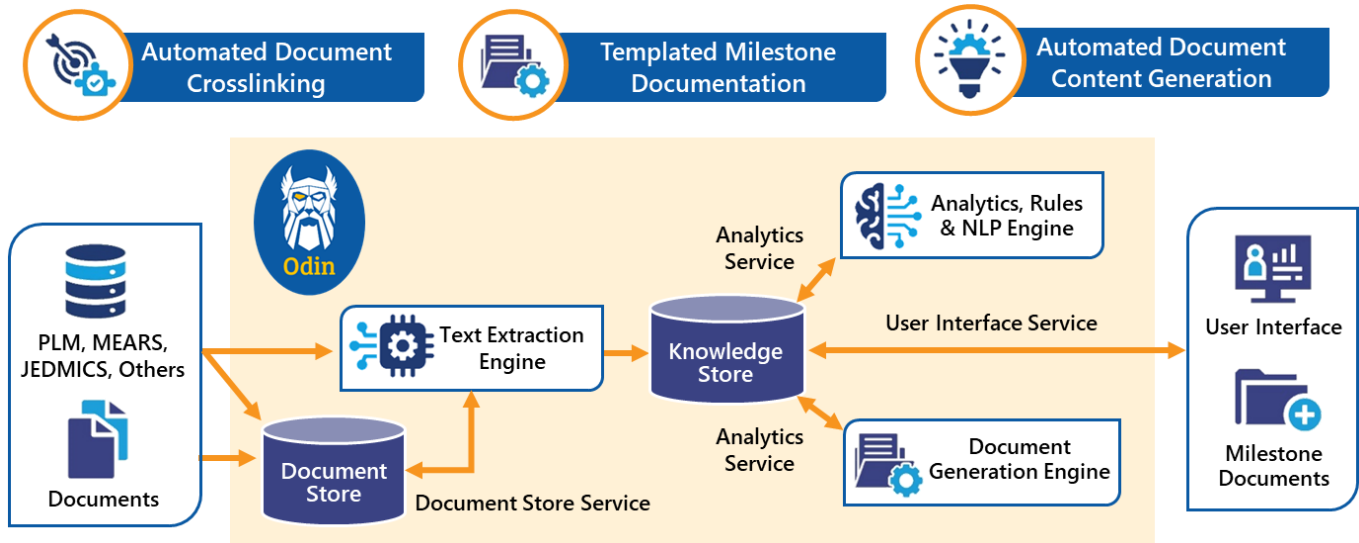 Automated Document
Crosslinking
Templated Milestone
Documentation
Automated Document
Content Generation
Odin
PLM, MEARS,
JEDMICS, Others
Documents
Text Extraction
Engine
Document
Store
Document Store Service
Knowledge
Store
Analytics
Service
Analytics, Rules
& NLP Engine
User Interface Service
Analytics
Service
Document
Generation Engine
User Interface
Milestone
Documents